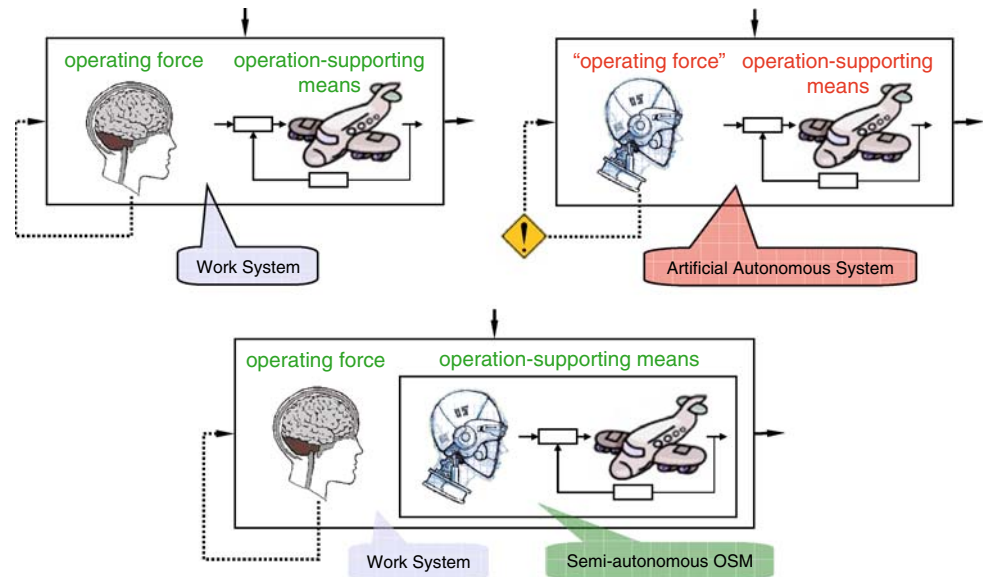 operating force
operation-supporting
means
Work System
“operating force”
operation-supporting
means
!
Artificial Autonomous System
operating force
operation-supporting means
Work System
Semi-autonomous OSM